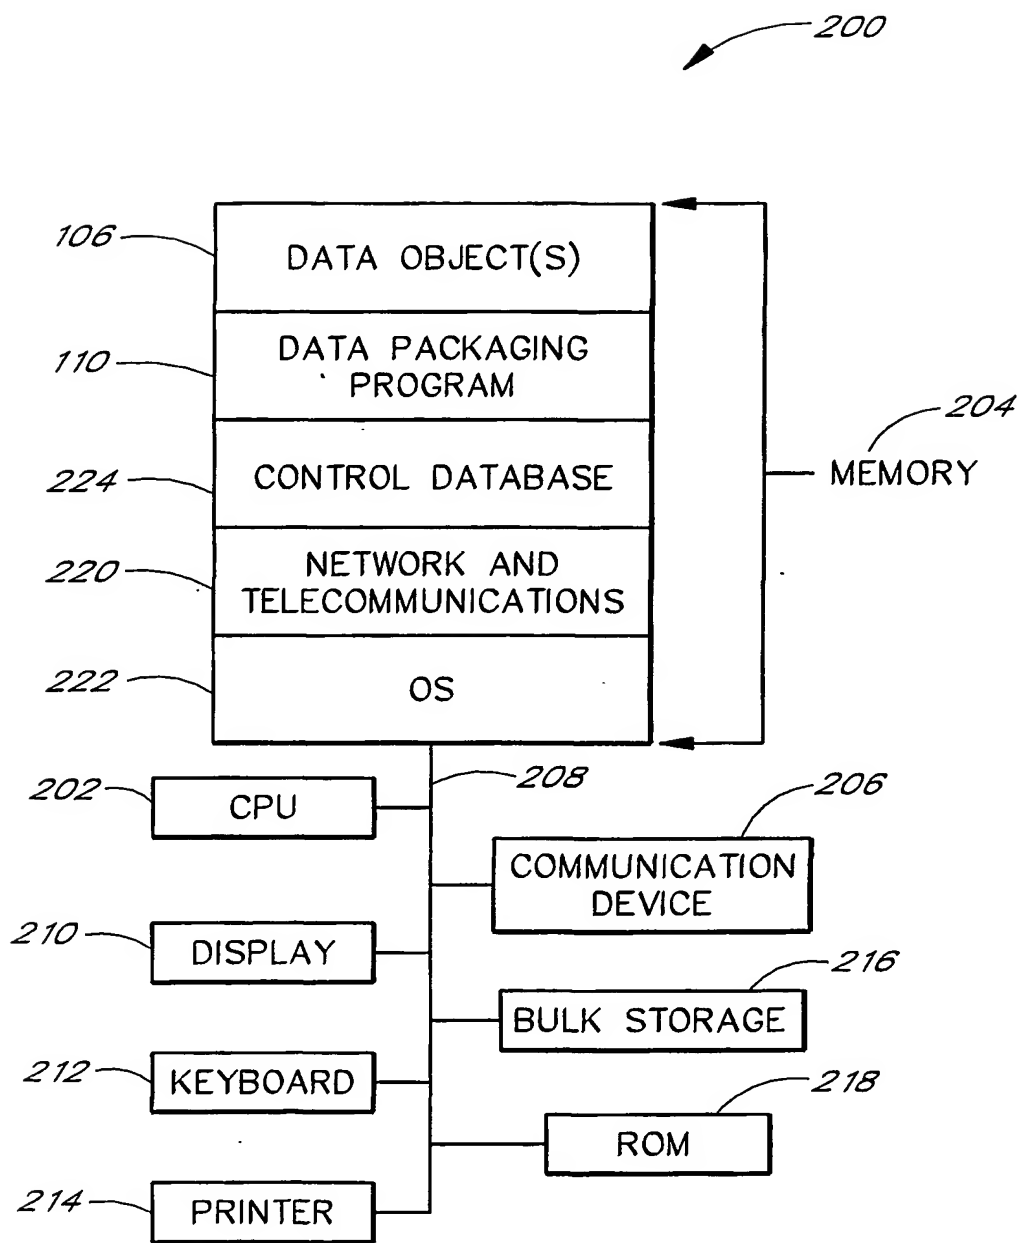 200
106
DATA OBJECT(S)
110
DATA PACKAGING
PROGRAM
204
MEMORY
224
CONTROL DATABASE
220
NETWORK AND
TELECOMMUNICATIONS
222
OS
208
202
CPU
206
COMMUNICATION
DEVICE
210
DISPLAY
216
BULK STORAGE
212
KEYBOARD
218
ROM
214
PRINTER